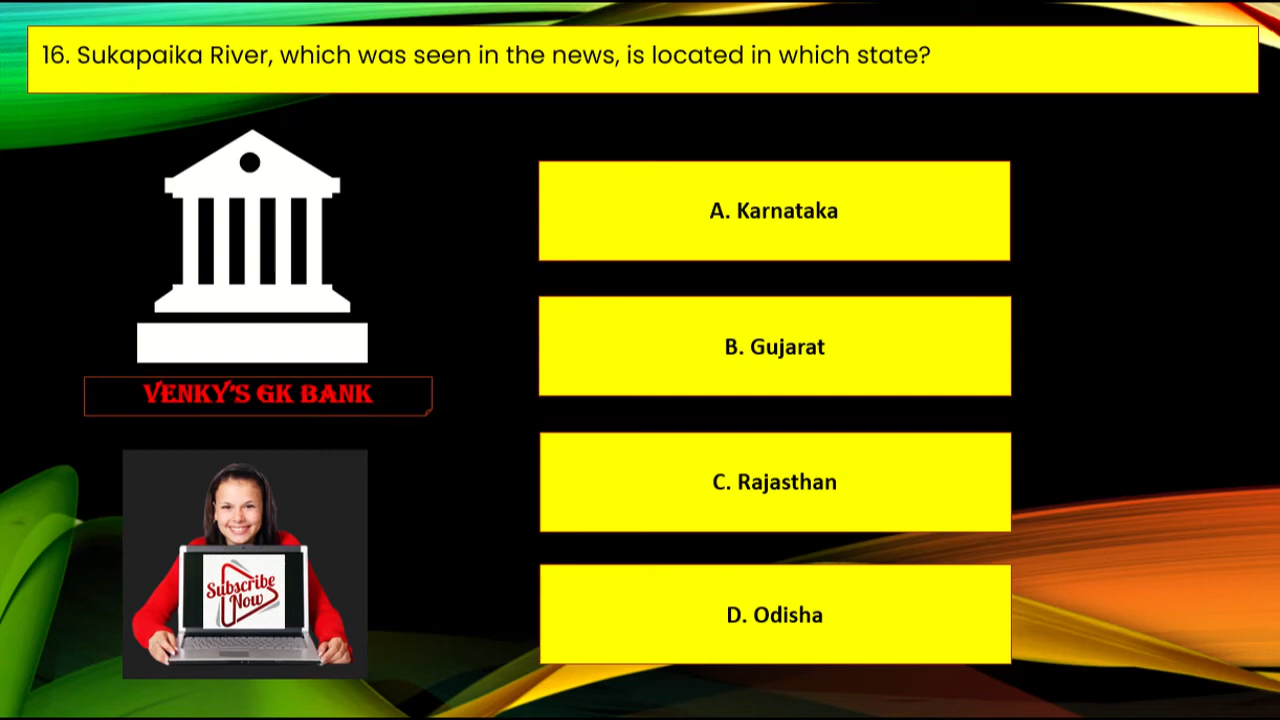 16. Sukapaika River, which was seen in the news, is located in which state?
A. Karnataka
B. Gujarat
VENKY'S GK BANK
C. Rajasthan
Subscribe
Now
D. Odisha